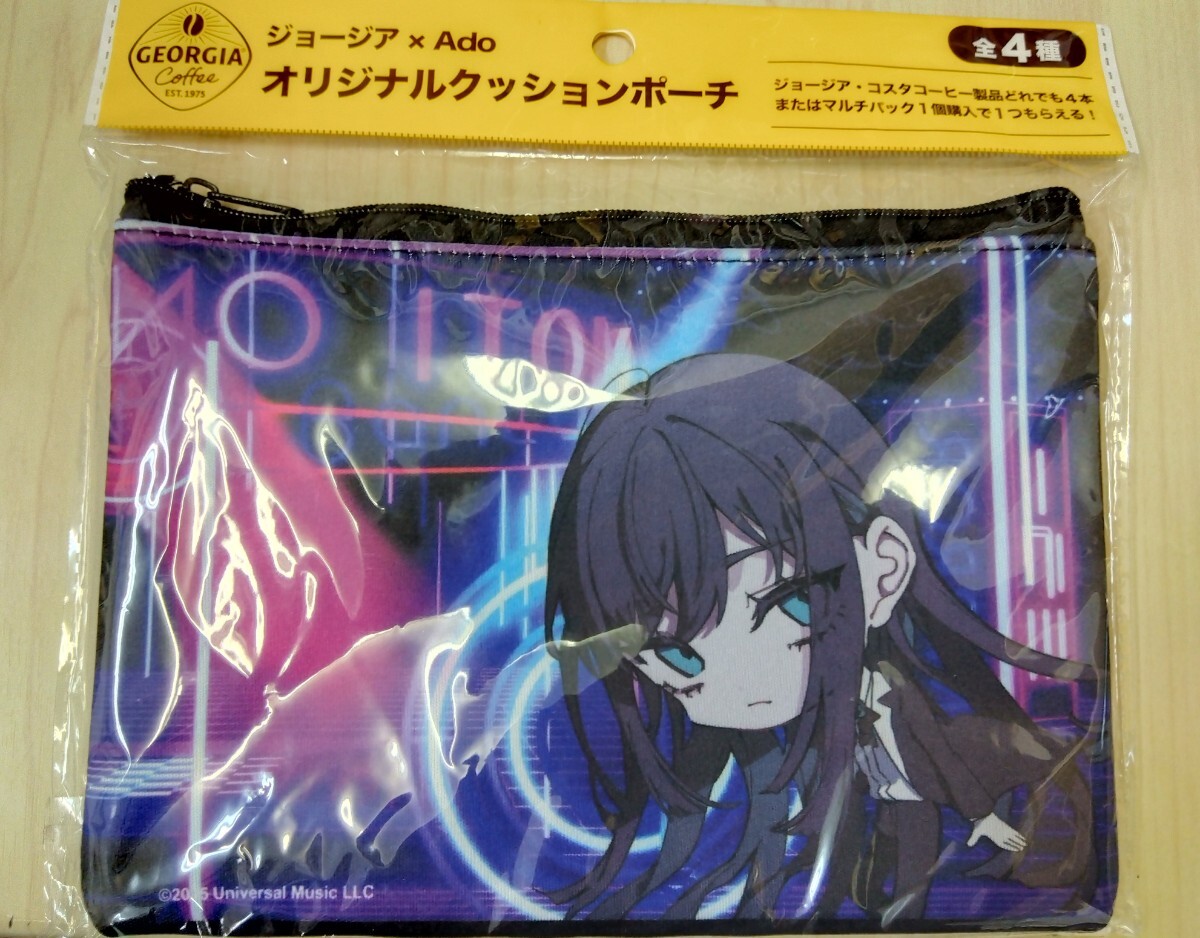 GEORGIA
Coffee
EST. 1975
ジョージア × Ado
オリジナルクッションポーチ
全4種
ジョージア・コスタコーヒー製品どれでも4本
またはマルチパック1個購入で1つもらえる!
MO ITOM
Universal Music LLC